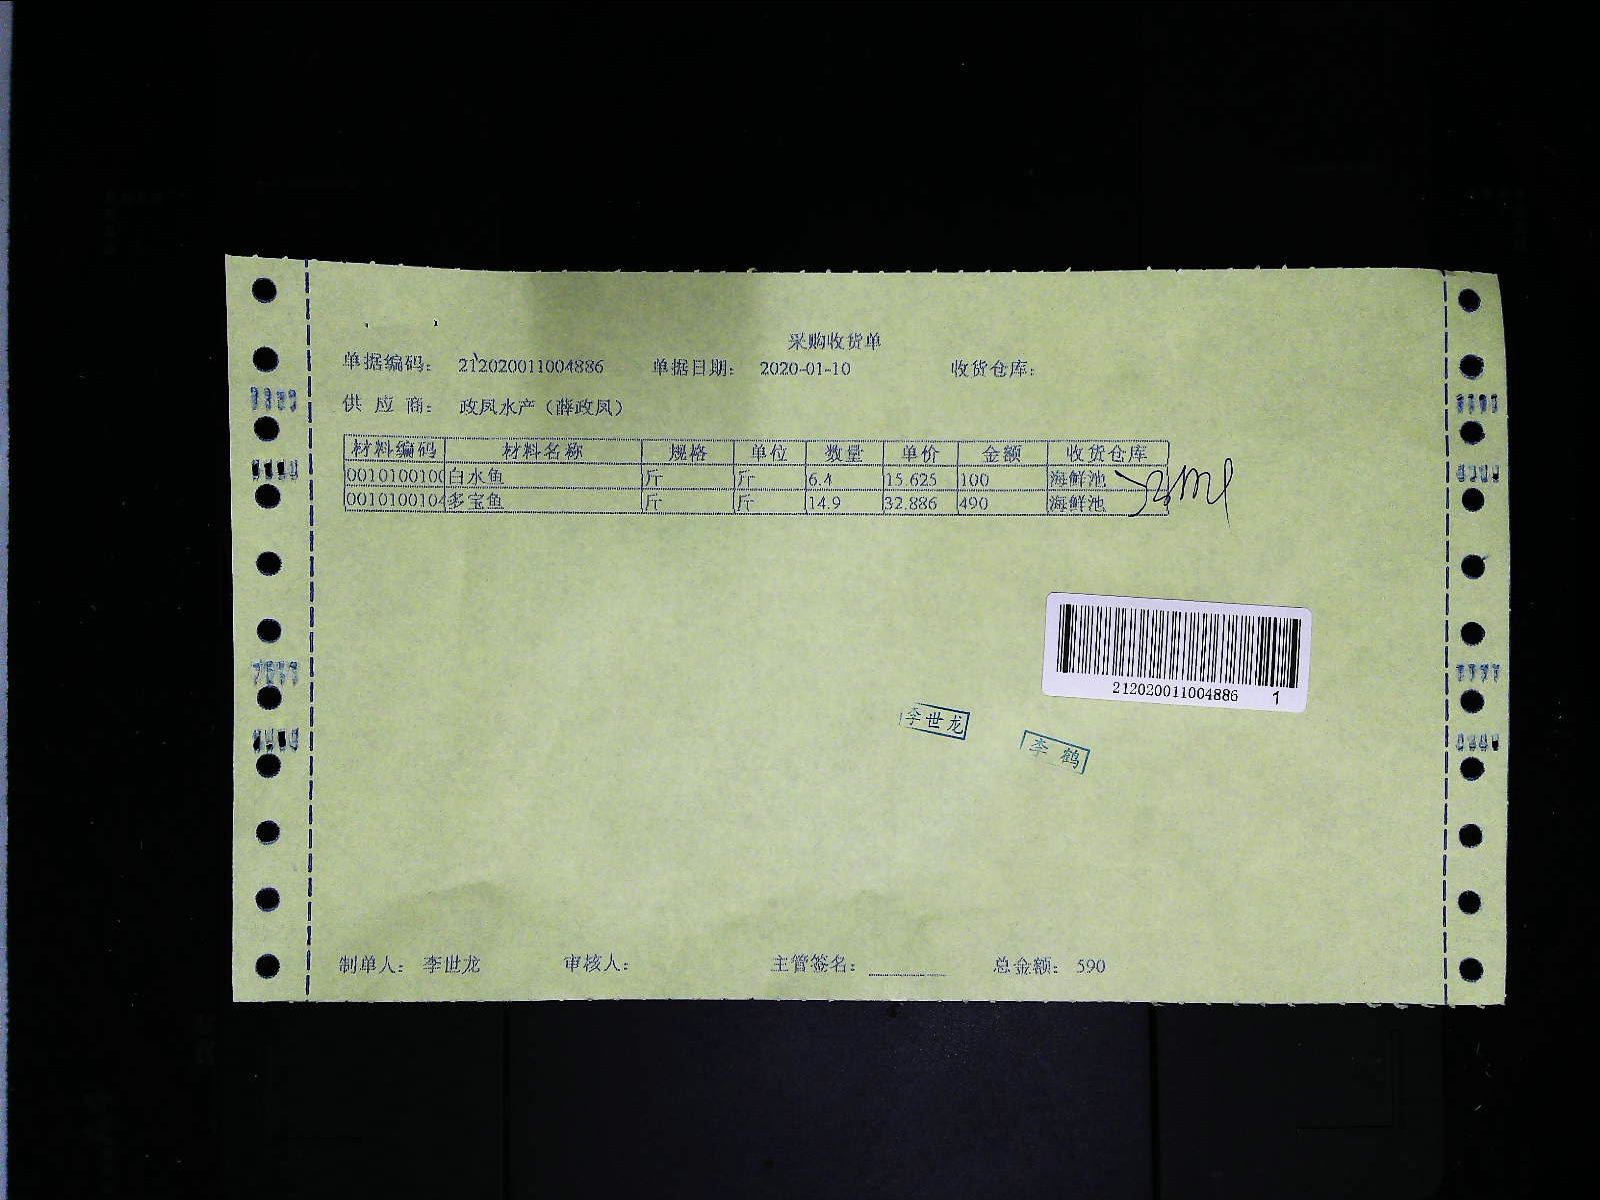 采购收货单
单据编码： 212020011004886 单据日期： 2020-01-10 收货仓库：
供 应 商： 政凤水产（薛政凤）
材料编码 材料名称 规格 单位 数量 单价 金额 收货仓库
0010100100 白水鱼 斤 斤 6.4 15.625 100 海鲜池
0010100104 多宝鱼 斤 斤 14.9 32.886 490 海鲜池
212020011004886 1
李世龙
李鹤
制单人： 李世龙 审核人： 主管签名： 总金额： 590